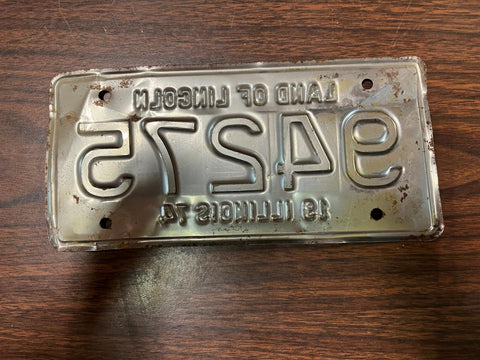 LAND OF LINCOLN
94275
19 ILLINOIS 74